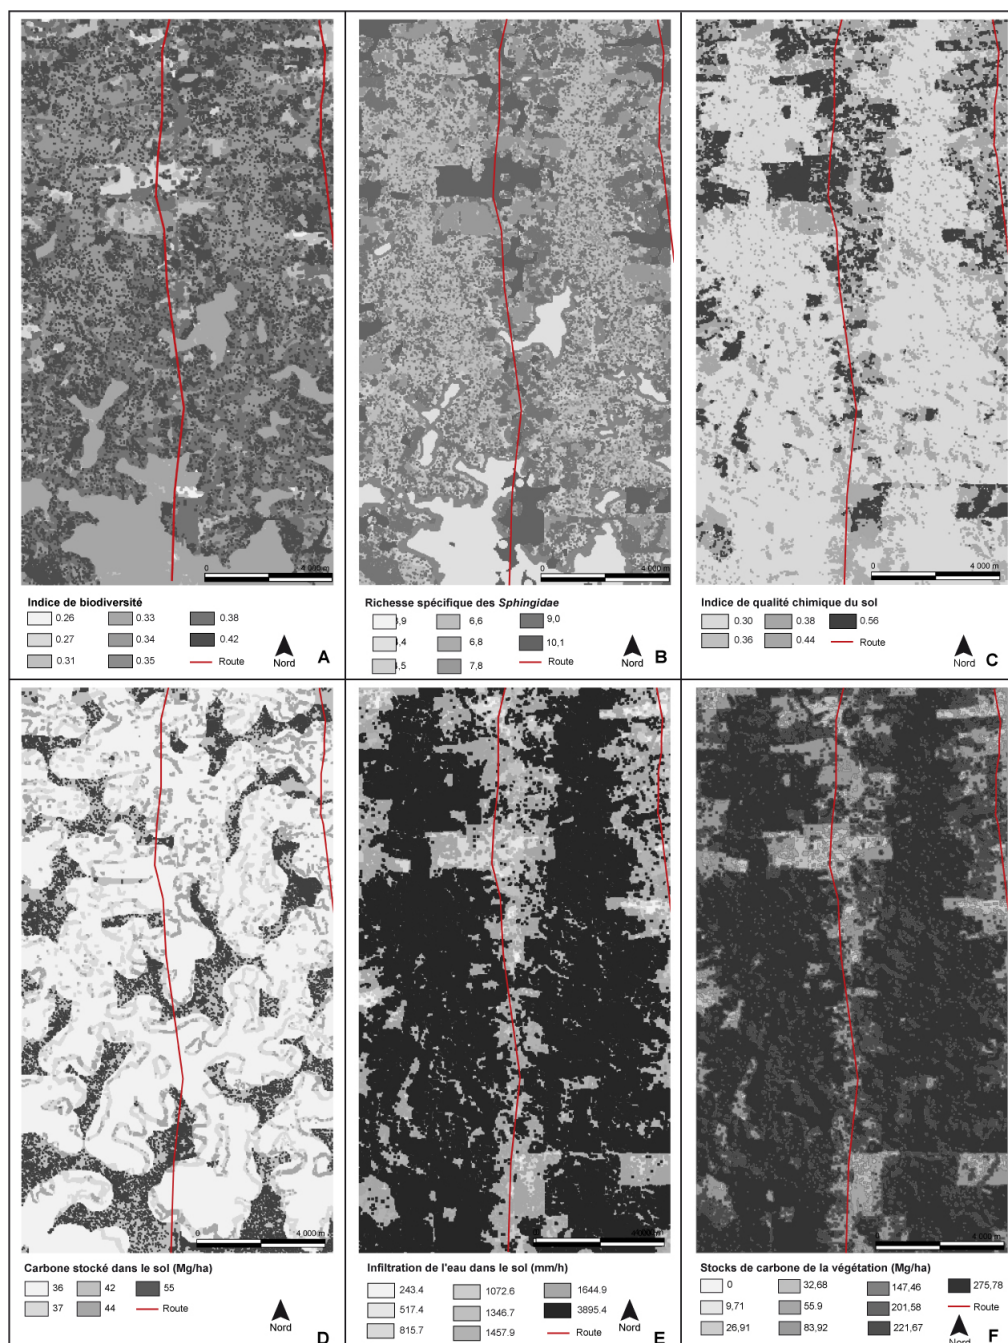 0 4 000 m
0 4 000 m
0 4 000 m
Indice de biodiversité
0.26 0.33 0.38
0.27 0.34 0.42
0.31 0.35 Route
Nord
A
Richesse spécifique des Sphingidae
,9 6,6 9,0
,4 6,8 10,1
,5 7,8 Route
Nord
B
Indice de qualité chimique du sol
0.30 0.38 0.56
0.36 0.44 Route
Nord
C
0 4 000 m
0 4 000 m
Carbone stocké dans le sol (Mg/ha)
36 42 55
37 44 Route
Nord
D
Infiltration de l'eau dans le sol (mm/h)
243.4 1072.6 1644.9
517.4 1346.7 3895.4
815.7 1457.9 Route
Nord
E
Stocks de carbone de la végétation (Mg/ha)
0 32,68 147,46 275,78
9,71 55.9 201,58 Route
26,91 83,92 221,67
Nord
F